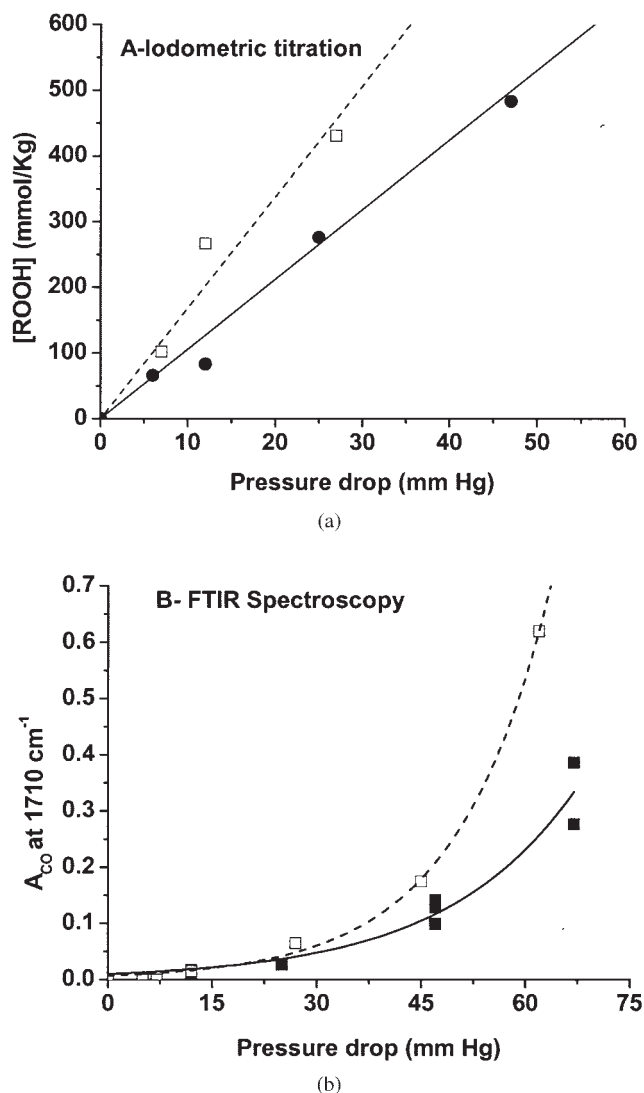 A-Iodometric titration
[ROOH] (mmol/Kg)
600
500
400
300
200
100
0
0 10 20 30 40 50 60
Pressure drop (mm Hg)
(a)
B- FTIR Spectroscopy
A_CO at 1710 cm⁻¹
0.7
0.6
0.5
0.4
0.3
0.2
0.1
0.0
0 15 30 45 60 75
Pressure drop (mm Hg)
(b)